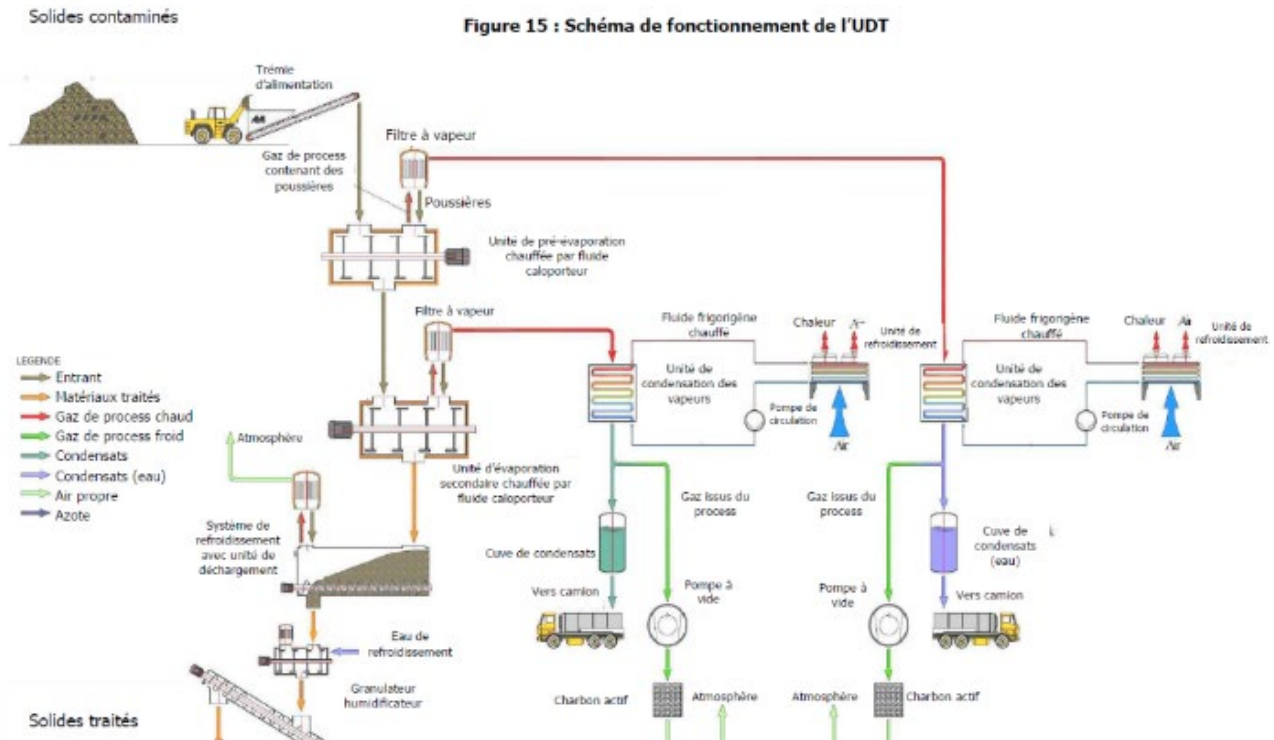 Solides contaminés
Figure 15 : Schéma de fonctionnement de l'UDT
Trémie
d'alimentation
Filtre à vapeur
Gaz de process
contenant des
poussières
Poussières
Unité de pré-évaporation
chauffée par fluide
caloporteur
Filtre à vapeur
Fluide frigorigène
chauffé
Chaleur
Unité de
refroidissement
Fluide frigorigène
chauffé
Chaleur
Air
Unité de
refroidissement
LEGENDE
Entrant
Matériaux traités
Gaz de process chaud
Gaz de process froid
Condensats
Condensats (eau)
Air propre
Azote
Unité de
condensation des
vapeurs
Pompe de
circulation
Air
Unité de
condensation des
vapeurs
Pompe de
circulation
Air
Atmosphère
Unité d'évaporation
secondaire chauffée par
fluide caloporteur
Système de
refroidissement
avec unité de
déchargement
Gaz issus du
process
Gaz issus du
process
Cuve de condensats
Cuve de
condensats
(eau)
Vers camion
Pompe à
vide
Pompe à
vide
Vers camion
Eau de
refroidissement
Granulateur
humidificateur
Charbon actif
Atmosphère
Atmosphère
Charbon actif
Solides traités